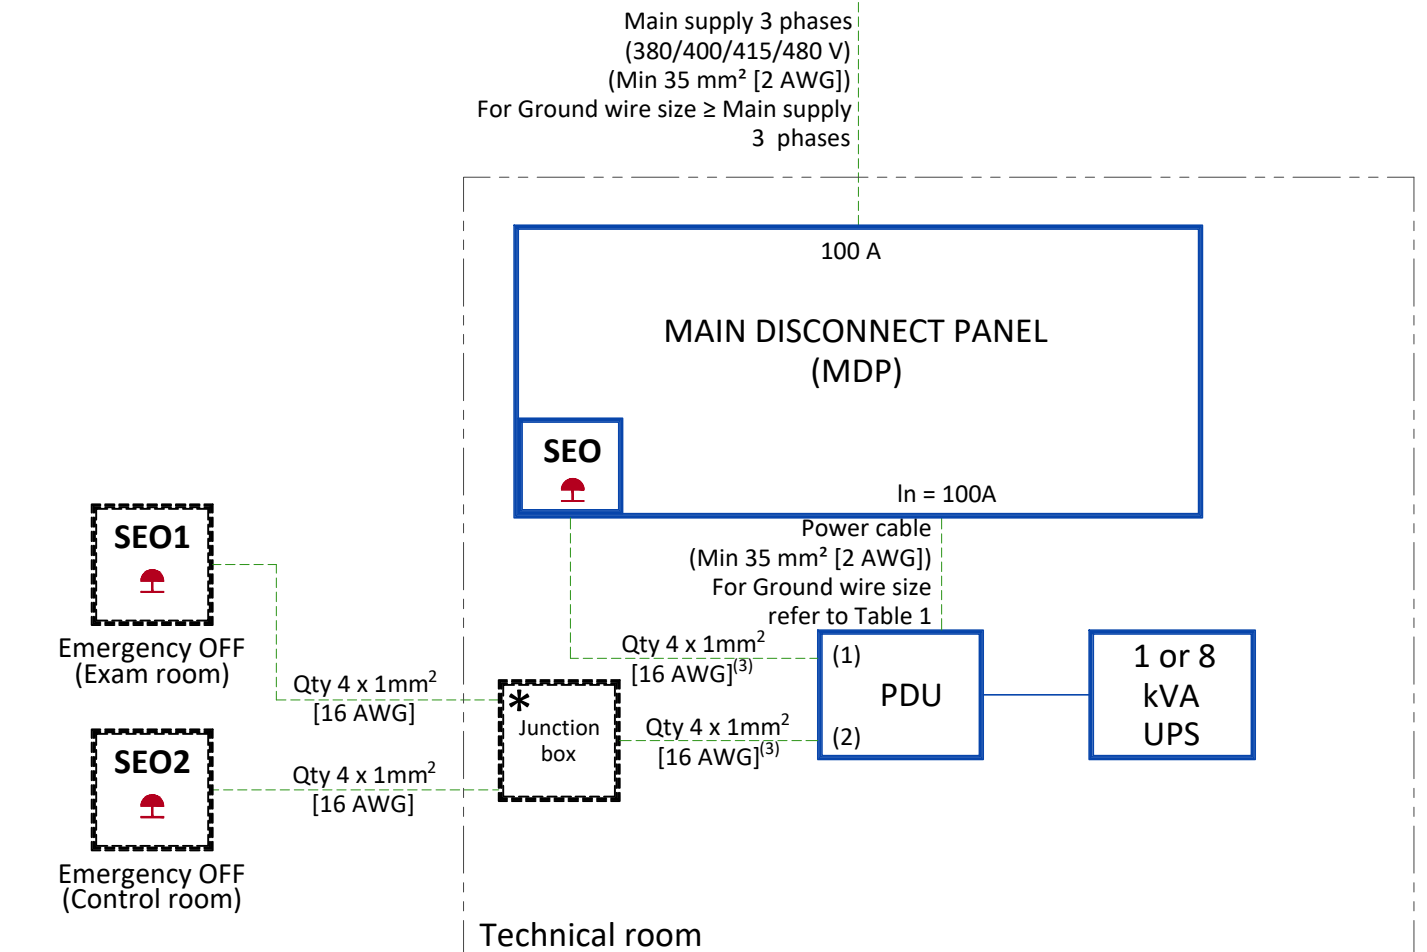 Main supply 3 phases
(380/400/415/480 V)
(Min 35 mm² [2 AWG])
For Ground wire size ≥ Main supply
3 phases
100 A
MAIN DISCONNECT PANEL
(MDP)
SEO
ln = 100A
Power cable
(Min 35 mm² [2 AWG])
For Ground wire size
refer to Table 1
SEO1
Emergency OFF
(Exam room)
Qty 4 x 1mm²
[16 AWG]
SEO2
Emergency OFF
(Control room)
Qty 4 x 1mm²
[16 AWG]
*
Junction
box
Qty 4 x 1mm²
[16 AWG]⁽³⁾
Qty 4 x 1mm²
[16 AWG]⁽³⁾
(1)
PDU
(2)
1 or 8
kVA
UPS
Technical room